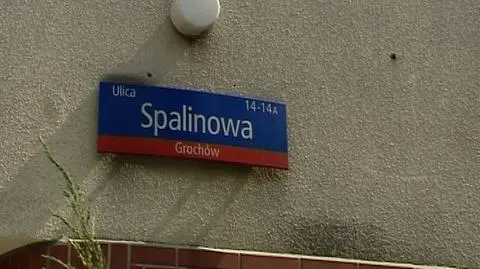 Ulica
14-14A
Spalinowa
Grochów